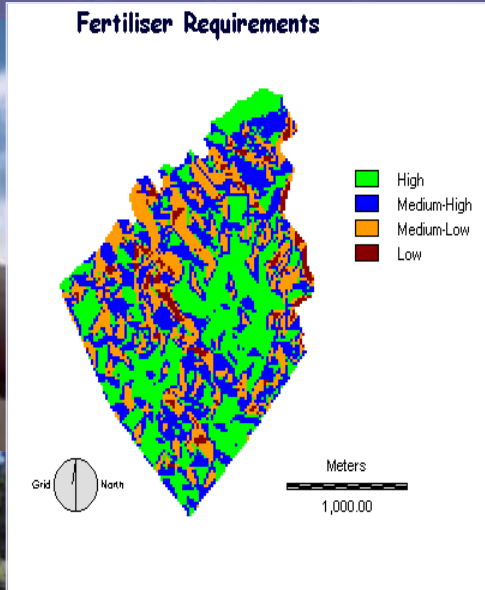 Fertiliser Requirements
High
Medium-High
Medium-Low
Low
Grid North
Meters
1,000.00